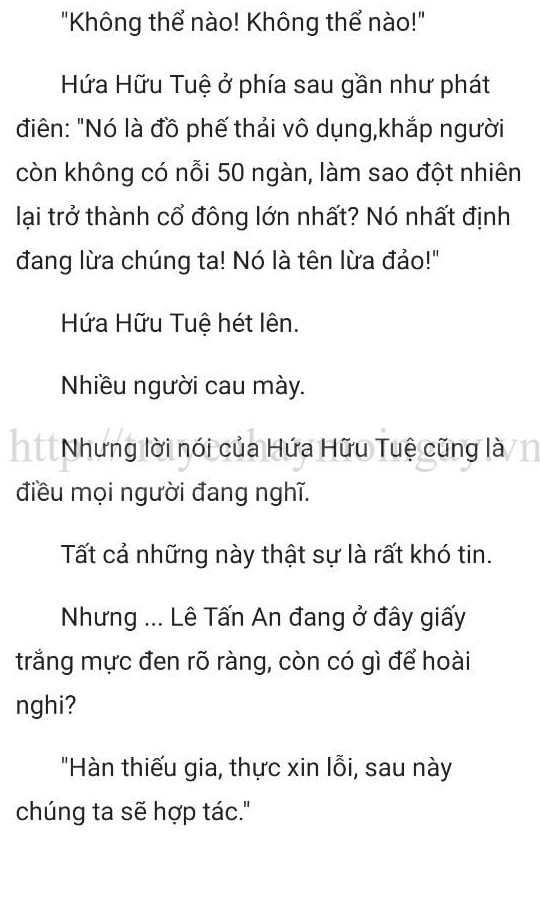 "Không thể nào! Không thể nào!"
Hứa Hữu Tuệ ở phía sau gần như phát
điên: "Nó là đồ phế thải vô dụng,khắp người
còn không có nỗi 50 ngàn, làm sao đột nhiên
lại trở thành cổ đông lớn nhất? Nó nhất định
đang lừa chúng ta! Nó là tên lừa đảo!"
Hứa Hữu Tuệ hét lên.
Nhiều người cau mày.
http://truyenhaymoingay.vn
Nhưng lời nói của Hứa Hữu Tuệ cũng là
điều mọi người đang nghĩ.
Tất cả những này thật sự là rất khó tin.
Nhưng ... Lê Tấn An đang ở đây giấy
trắng mực đen rõ ràng, còn có gì để hoài
nghi?
"Hàn thiếu gia, thực xin lỗi, sau này
chúng ta sẽ hợp tác."